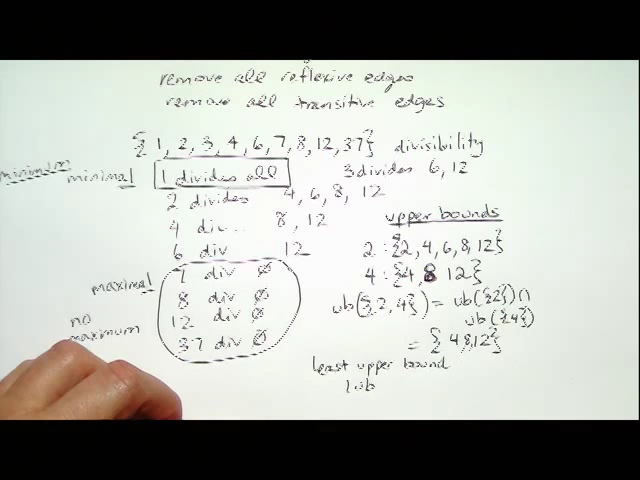 remove all reflexive edges
remove all transitive edges
{ 1, 2, 3, 4, 6, 7, 8, 12, 37} divisibility
minimum minimal 1 divides all 3 divides 6, 12
2 divides 4, 6, 8, 12
4 div... 8, 12
6 div 12
upper bounds
2 : {2, 4, 6, 8, 12}
4 : {4, 8 12}
maximal
7 div ∅
8 div ∅
12 div ∅
37 div ∅
no maximum
ub({2, 4}) = ub({2}) ∩ ub({4})
= { 4, 8, 12}
least upper bound
lub